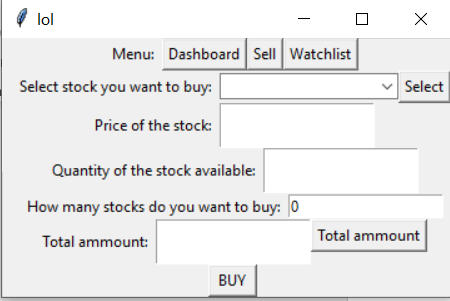 lol
Menu: Dashboard Sell Watchlist
Select stock you want to buy: Select
Price of the stock:
Quantity of the stock available:
How many stocks do you want to buy: 0
Total ammount: Total ammount
BUY